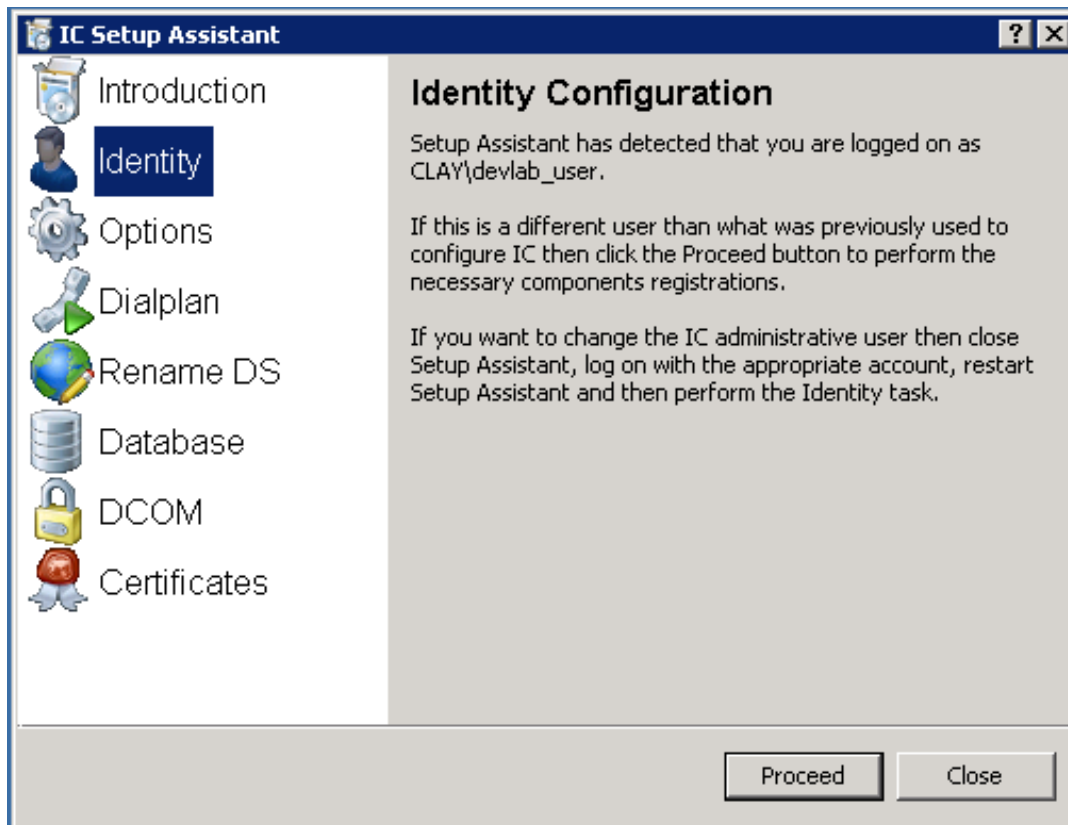 IC Setup Assistant
Introduction
Identity
Options
Dialplan
Rename DS
Database
DCOM
Certificates
Identity Configuration
Setup Assistant has detected that you are logged on as
CLAY\devlab_user.
If this is a different user than what was previously used to
configure IC then click the Proceed button to perform the
necessary components registrations.
If you want to change the IC administrative user then close
Setup Assistant, log on with the appropriate account, restart
Setup Assistant and then perform the Identity task.
Proceed
Close